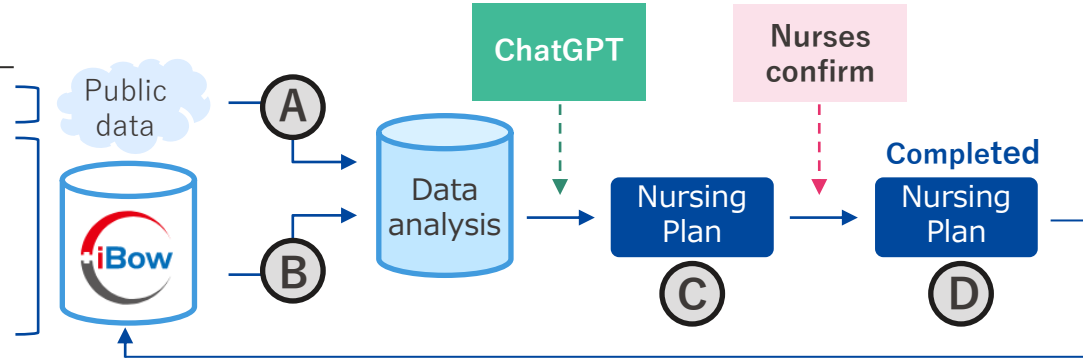 ChatGPT
Nurses
confirm
Public
data
A
Completed
Data
analysis
Nursing
Plan
Nursing
Plan
iBow
B
C
D